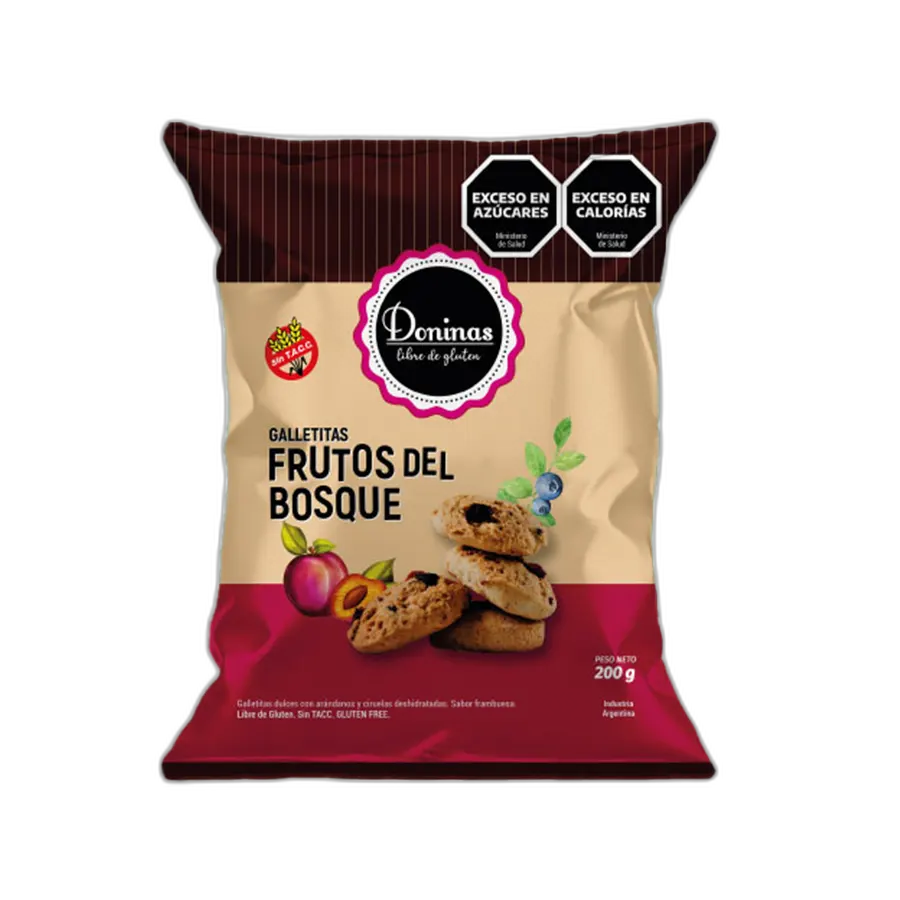 EXCESO EN
AZÚCARES
Ministerio
de Salud
EXCESO EN
CALORÍAS
Ministerio
de Salud
Doninas
libre de gluten
sin T.A.C.C.
GALLETITAS
FRUTOS DEL
BOSQUE
PESO NETO
200 g
Galletitas dulces con arándanos y ciruelas deshidratadas. Sabor frambuesa.
Libre de Gluten, Sin TACC, GLUTEN FREE.
Industria
Argentina